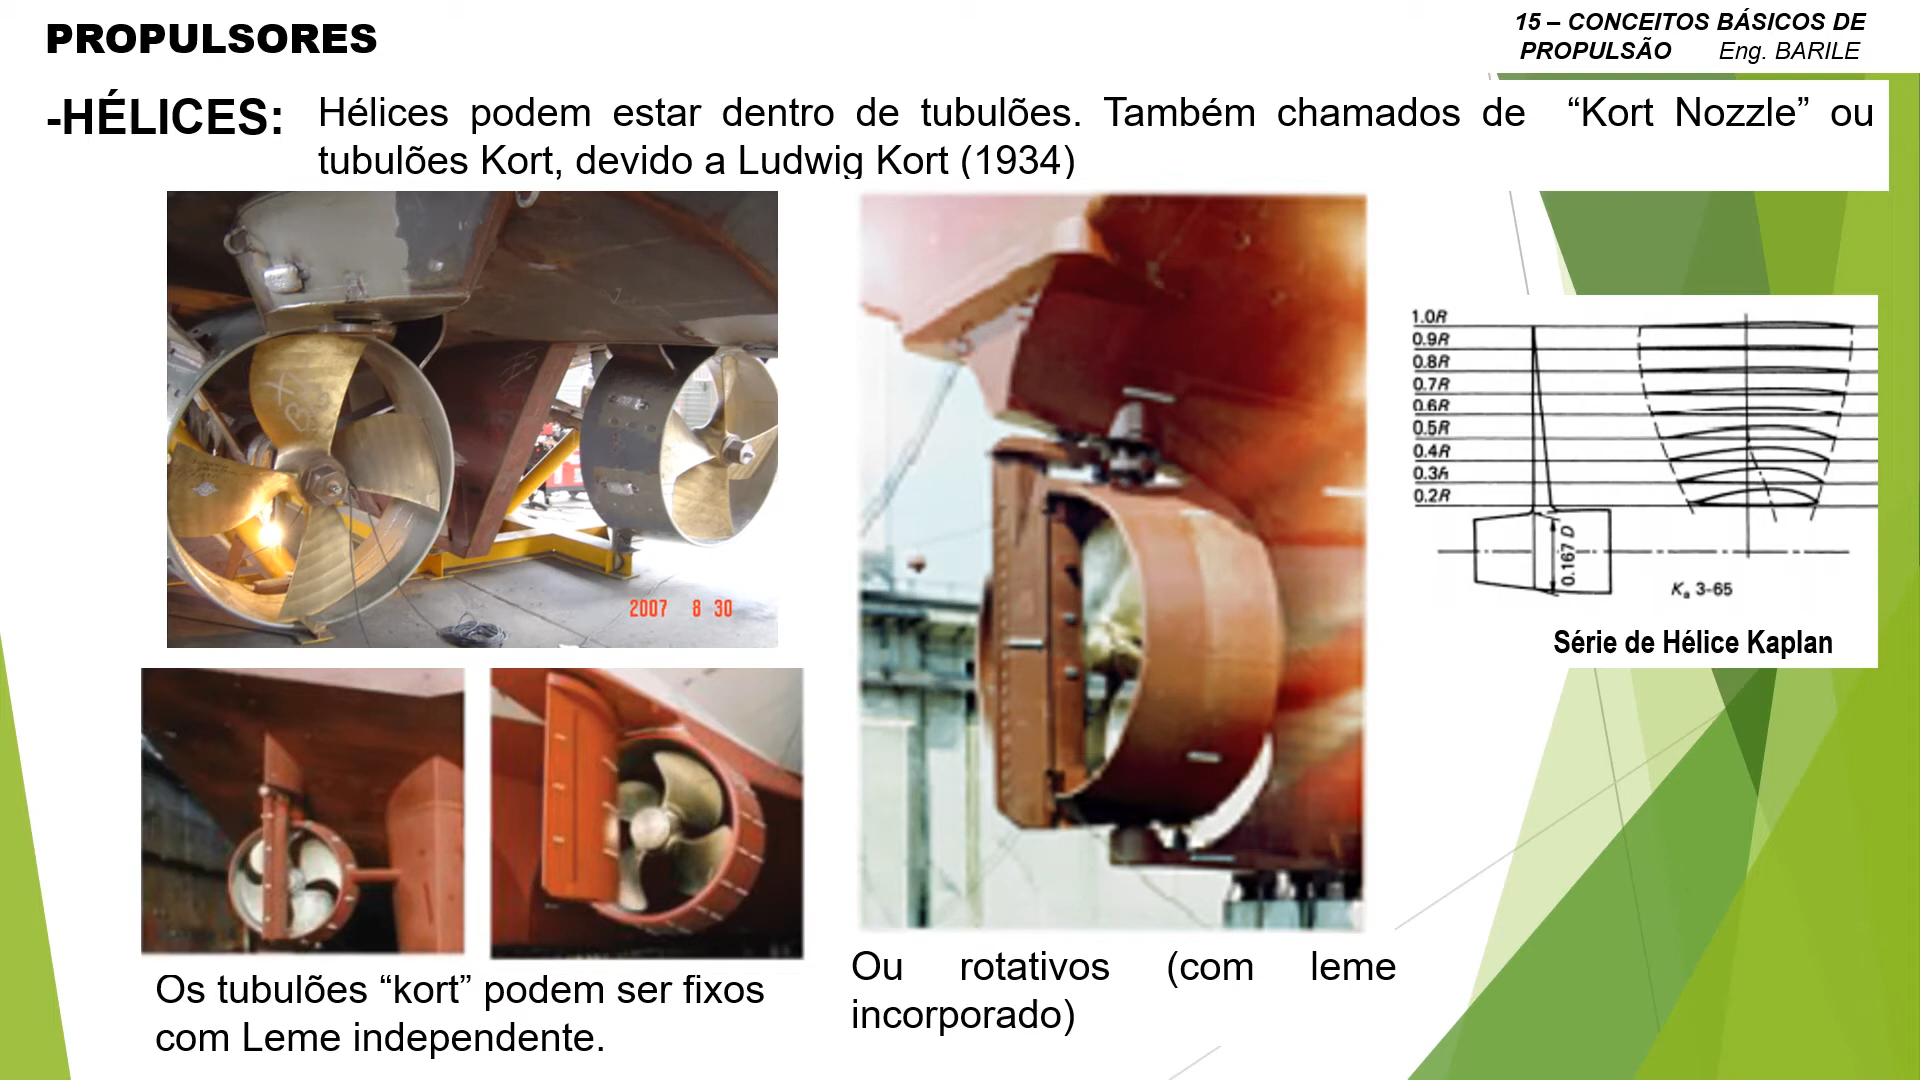 PROPULSORES
15 – CONCEITOS BÁSICOS DE
PROPULSÃO Eng. BARILE
-HÉLICES:
Hélices podem estar dentro de tubulões. Também chamados de “Kort Nozzle” ou
tubulões Kort, devido a Ludwig Kort (1934)
2007 8 30
1.0R
0.9R
0.8R
0.7R
0.6R
0.5R
0.4R
0.3R
0.2R
0.167 D
Ka 3-65
Série de Hélice Kaplan
Os tubulões “kort” podem ser fixos
com Leme independente.
Ou rotativos (com leme
incorporado)